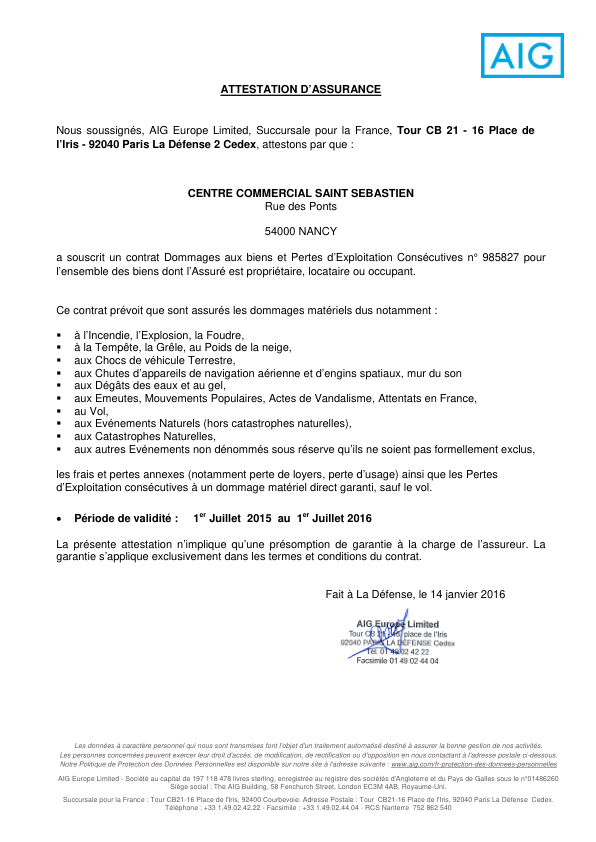 AIG
ATTESTATION D'ASSURANCE
Nous soussignés, AIG Europe Limited, Succursale pour la France, Tour CB 21 - 16 Place de
l'Iris - 92040 Paris La Défense 2 Cedex, attestons par que :
CENTRE COMMERCIAL SAINT SEBASTIEN
Rue des Ponts
54000 NANCY
a souscrit un contrat Dommages aux biens et Pertes d'Exploitation Consécutives n° 985827 pour
l'ensemble des biens dont l'Assuré est propriétaire, locataire ou occupant.
Ce contrat prévoit que sont assurés les dommages matériels dus notamment :
▪ à l'Incendie, l'Explosion, la Foudre,
▪ à la Tempête, la Grêle, au Poids de la neige,
▪ aux Chocs de véhicule Terrestre,
▪ aux Chutes d'appareils de navigation aérienne et d'engins spatiaux, mur du son
▪ aux Dégâts des eaux et au gel,
▪ aux Emeutes, Mouvements Populaires, Actes de Vandalisme, Attentats en France,
▪ au Vol,
▪ aux Evénements Naturels (hors catastrophes naturelles),
▪ aux Catastrophes Naturelles,
▪ aux autres Evénements non dénommés sous réserve qu'ils ne soient pas formellement exclus,
les frais et pertes annexes (notamment perte de loyers, perte d'usage) ainsi que les Pertes
d'Exploitation consécutives à un dommage matériel direct garanti, sauf le vol.
• Période de validité : 1er Juillet 2015 au 1er Juillet 2016
La présente attestation n'implique qu'une présomption de garantie à la charge de l'assureur. La
garantie s'applique exclusivement dans les termes et conditions du contrat.
Fait à La Défense, le 14 janvier 2016
AIG Europe Limited
Tour CB 21-16, place de l'Iris
92040 PARIS LA DÉFENSE Cedex
Tél. 01 49 02 42 22
Facsimile 01 49 02 44 04
Les données à caractère personnel qui nous sont transmises font l'objet d'un traitement automatisé destiné à assurer la bonne gestion de nos activités.
Les personnes concernées peuvent exercer leur droit d'accès, de modification, de rectification ou d'opposition en nous contactant à l'adresse postale ci-dessous.
Notre Politique de Protection des Données Personnelles est disponible sur notre site à l'adresse suivante : www.aig.com/fr-protection-des-donnees-personnelles
AIG Europe Limited - Société au capital de 197 118 478 livres sterling, enregistrée au registre des sociétés d'Angleterre et du Pays de Galles sous le n°01486260
Siège social : The AIG Building, 58 Fenchurch Street, London EC3M 4AB, Royaume-Uni.
Succursale pour la France : Tour CB21-16 Place de l'Iris, 92400 Courbevoie. Adresse Postale : Tour CB21-16 Place de l'Iris, 92040 Paris La Défense Cedex.
Téléphone : +33 1.49.02.42.22 - Facsimile : +33 1.49.02.44.04 - RCS Nanterre 752 862 540